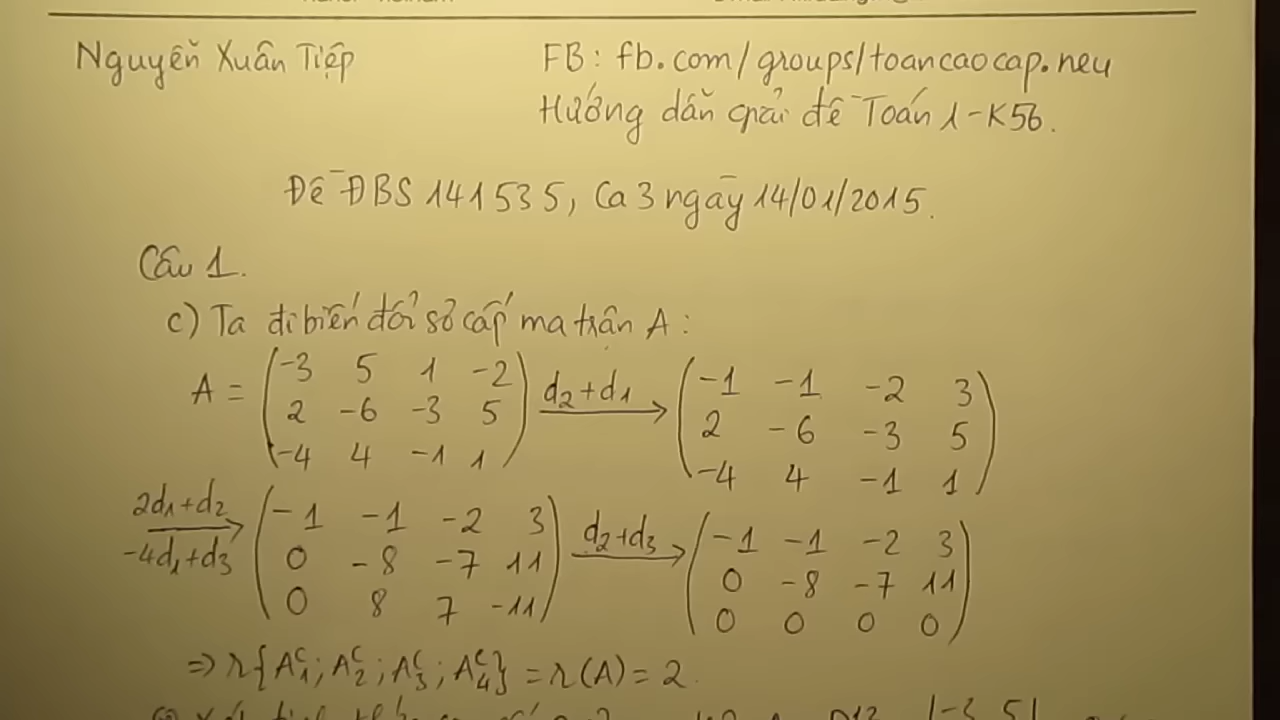 Nguyễn Xuân Tiệp
FB: fb.com/groups/toancaocap.neu
Hướng dẫn giải đề Toán 1-K56.
Đề ĐBS 141535, Ca 3 ngày 14/01/2015.
Câu 1.
c) Ta đi biến đổi sơ cấp ma trận A:
A = (-3 5 1 -2; 2 -6 -3 5; -4 4 -1 1) d2+d1 → (-1 -1 -2 3; 2 -6 -3 5; -4 4 -1 1)
2d1+d2 -4d1+d3 → (-1 -1 -2 3; 0 -8 -7 11; 0 8 7 -11) d2+d3 → (-1 -1 -2 3; 0 -8 -7 11; 0 0 0 0)
=> r{A1^c; A2^c; A3^c; A4^c} = r(A) = 2